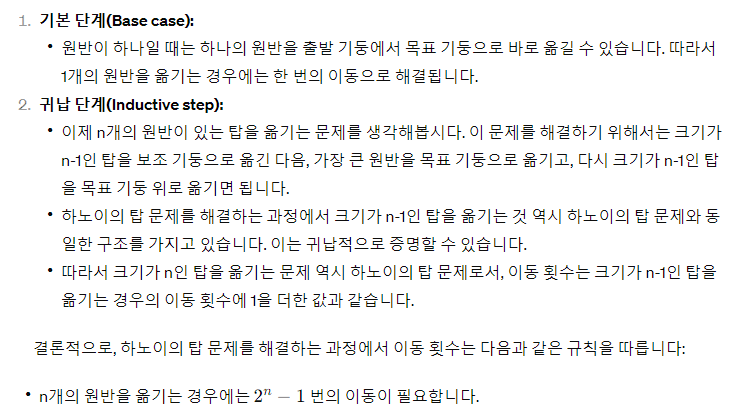 1. 기본 단계(Base case):
• 원반이 하나일 때는 하나의 원반을 출발 기둥에서 목표 기둥으로 바로 옮길 수 있습니다. 따라서
1개의 원반을 옮기는 경우에는 한 번의 이동으로 해결됩니다.
2. 귀납 단계(Inductive step):
• 이제 n개의 원반이 있는 탑을 옮기는 문제를 생각해봅시다. 이 문제를 해결하기 위해서는 크기가
n-1인 탑을 보조 기둥으로 옮긴 다음, 가장 큰 원반을 목표 기둥으로 옮기고, 다시 크기가 n-1인 탑
을 목표 기둥 위로 옮기면 됩니다.
• 하노이의 탑 문제를 해결하는 과정에서 크기가 n-1인 탑을 옮기는 것 역시 하노이의 탑 문제와 동
일한 구조를 가지고 있습니다. 이는 귀납적으로 증명할 수 있습니다.
• 따라서 크기가 n인 탑을 옮기는 문제 역시 하노이의 탑 문제로서, 이동 횟수는 크기가 n-1인 탑을
옮기는 경우의 이동 횟수에 1을 더한 값과 같습니다.
결론적으로, 하노이의 탑 문제를 해결하는 과정에서 이동 횟수는 다음과 같은 규칙을 따릅니다:
• n개의 원반을 옮기는 경우에는 2ⁿ − 1 번의 이동이 필요합니다.